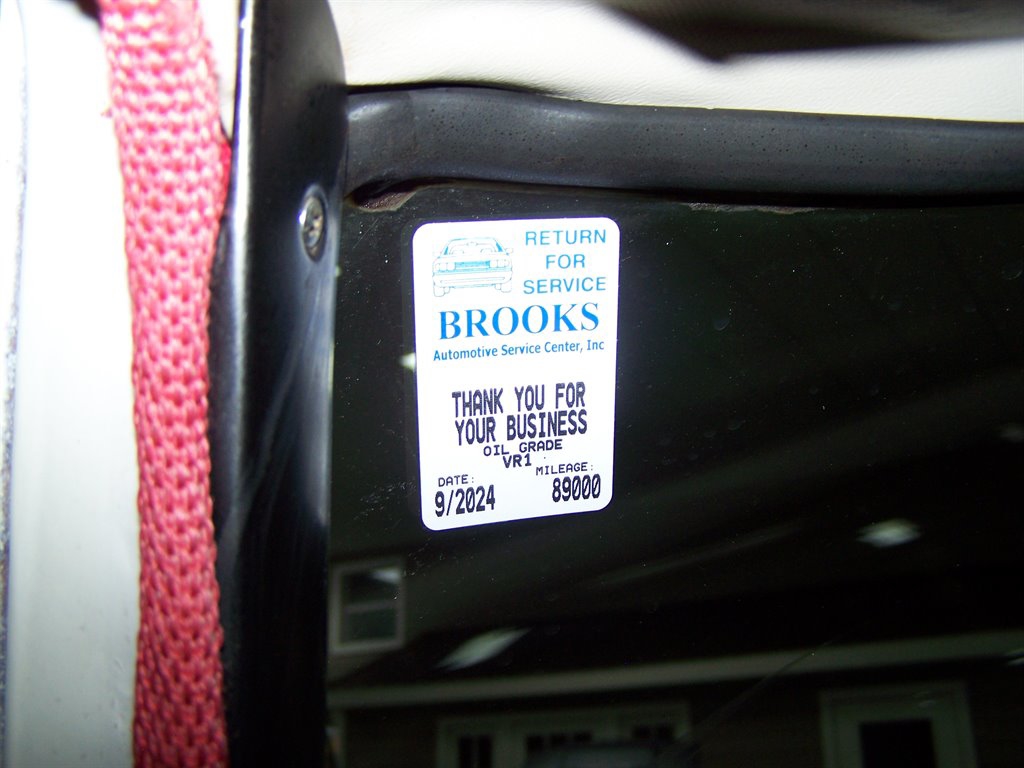 RETURN
FOR
SERVICE
BROOKS
Automotive Service Center, Inc
THANK YOU FOR
YOUR BUSINESS
OIL GRADE
VR1
DATE: MILEAGE:
9/2024 89000